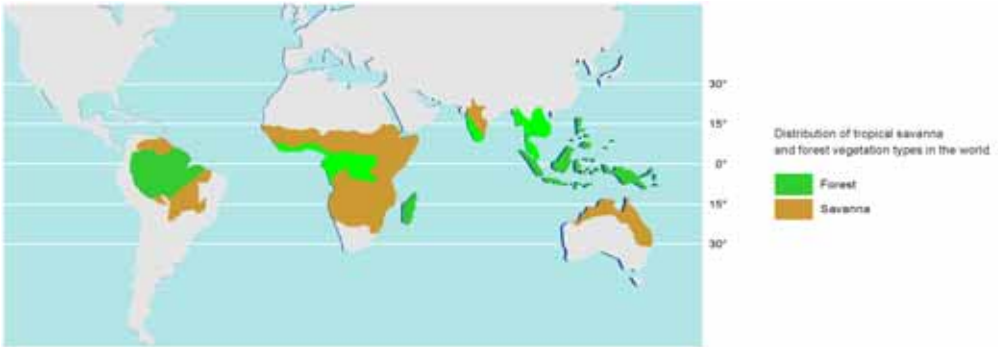 30°
15°
0°
15°
30°
Distribution of tropical savanna
and forest vegetation types in the world
Forest
Savanna